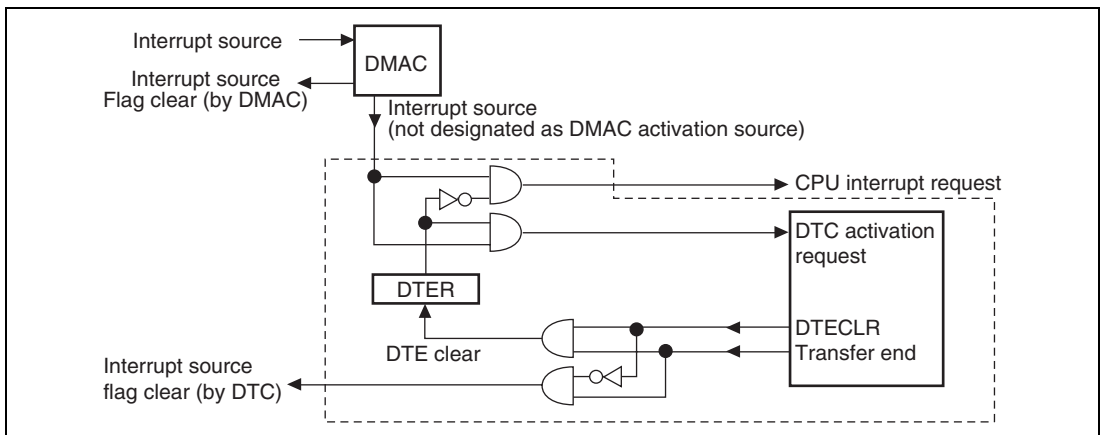 Interrupt source
DMAC
Interrupt source
Flag clear (by DMAC)
Interrupt source
(not designated as DMAC activation source)
CPU interrupt request
DTC activation
request
DTER
DTECLR
DTE clear
Transfer end
Interrupt source
flag clear (by DTC)